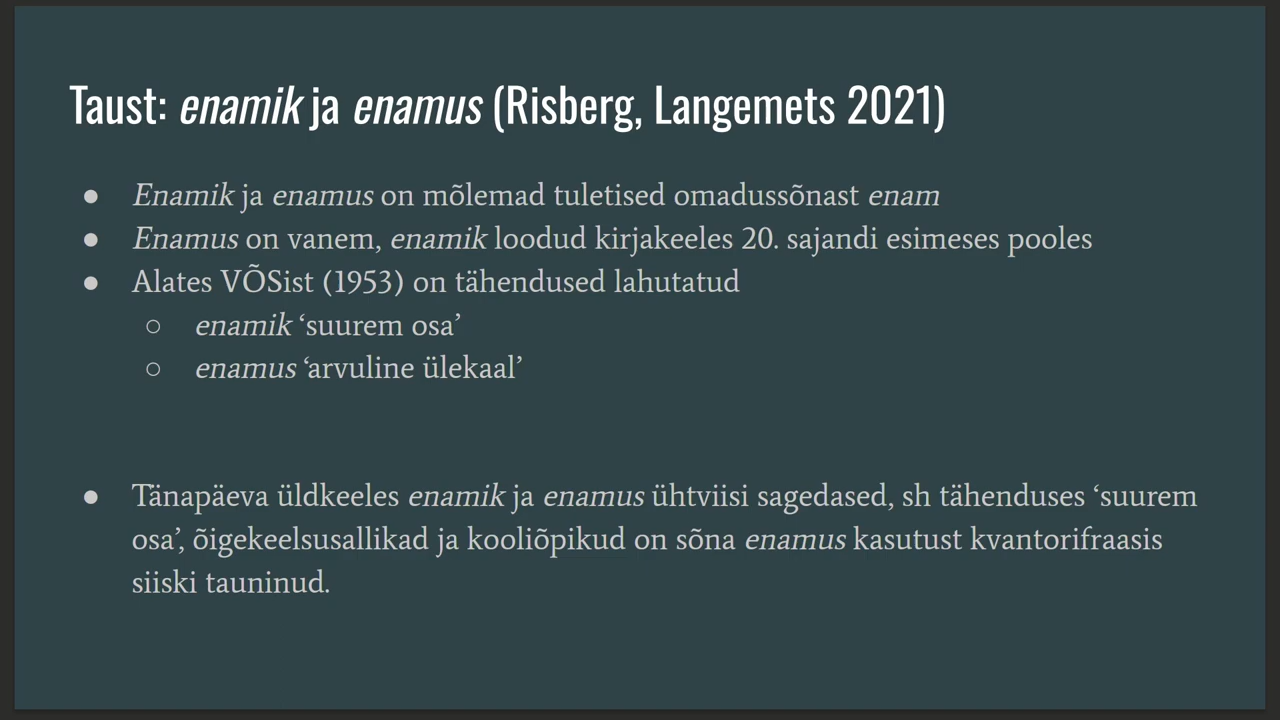 Taust: enamik ja enamus (Risberg, Langemets 2021)
● Enamik ja enamus on mõlemad tuletised omadussõnast enam
● Enamus on vanem, enamik loodud kirjakeeles 20. sajandi esimeses pooles
● Alates VÕSist (1953) on tähendused lahutatud
○ enamik ‘suurem osa’
○ enamus ‘arvuline ülekaal’
● Tänapäeva üldkeeles enamik ja enamus ühtviisi sagedased, sh tähenduses ‘suurem
osa’, õigekeelsusallikad ja kooliõpikud on sõna enamus kasutust kvantorifraasis
siiski tauninud.